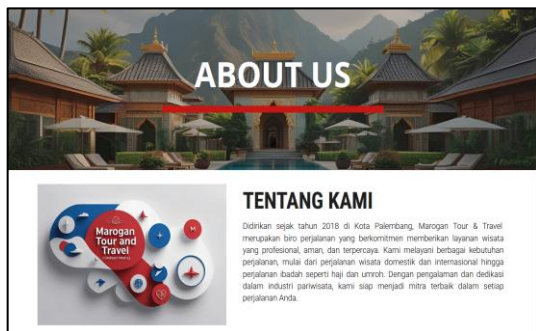 ABOUT US
Marogan
Tour and
Travel
COMPANY PROFILE
TENTANG KAMI
Didirikan sejak tahun 2018 di Kota Palembang, Marogan Tour & Travel
merupakan biro perjalanan yang berkomitmen memberikan layanan wisata
yang profesional, aman, dan terpercaya. Kami melayani berbagai kebutuhan
perjalanan, mulai dari perjalanan wisata domestik dan internasional hingga
perjalanan ibadah seperti haji dan umroh. Dengan pengalaman dan dedikasi
dalam industri pariwisata, kami siap menjadi mitra terbaik dalam setiap
perjalanan Anda.